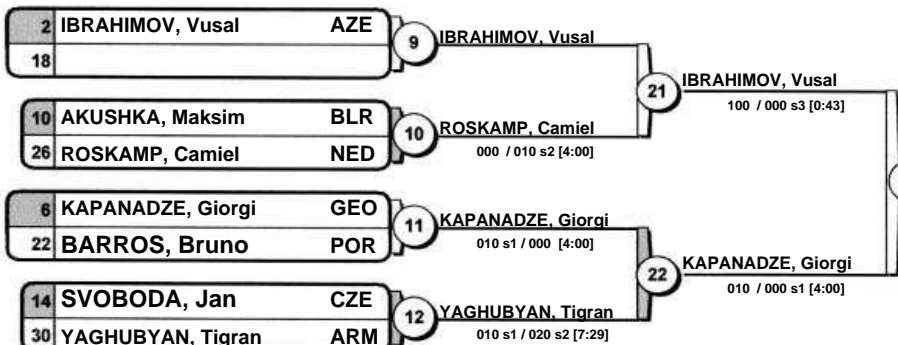 2 IBRAHIMOV, Vusal AZE
18
9
IBRAHIMOV, Vusal
10 AKUSHKA, Maksim BLR
26 ROSKAMP, Camiel NED
10
ROSKAMP, Camiel
000 / 010 s2 [4:00]
21
IBRAHIMOV, Vusal
100 / 000 s3 [0:43]
6 KAPANADZE, Giorgi GEO
22 BARROS, Bruno POR
11
KAPANADZE, Giorgi
010 s1 / 000 [4:00]
14 SVOBODA, Jan CZE
30 YAGHUBYAN, Tigran ARM
12
YAGHUBYAN, Tigran
010 s1 / 020 s2 [7:29]
22
KAPANADZE, Giorgi
010 / 000 s1 [4:00]